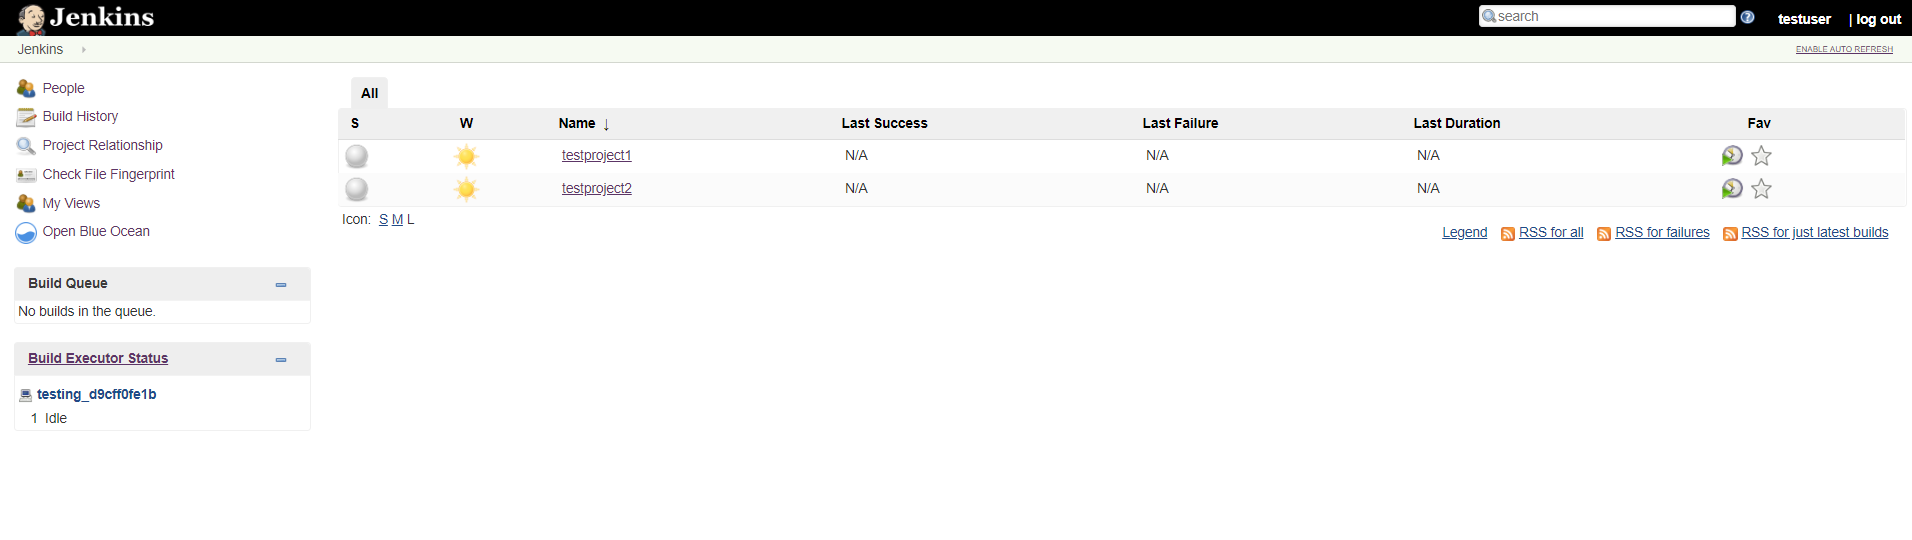 Jenkins
search
testuser | log out
Jenkins
ENABLE AUTO REFRESH
People
Build History
Project Relationship
Check File Fingerprint
My Views
Open Blue Ocean
Build Queue
No builds in the queue.
Build Executor Status
testing_d9cff0fe1b
1 Idle
All
S W Name ↓ Last Success Last Failure Last Duration Fav
testproject1 N/A N/A N/A
testproject2 N/A N/A N/A
Icon: S M L
Legend RSS for all RSS for failures RSS for just latest builds